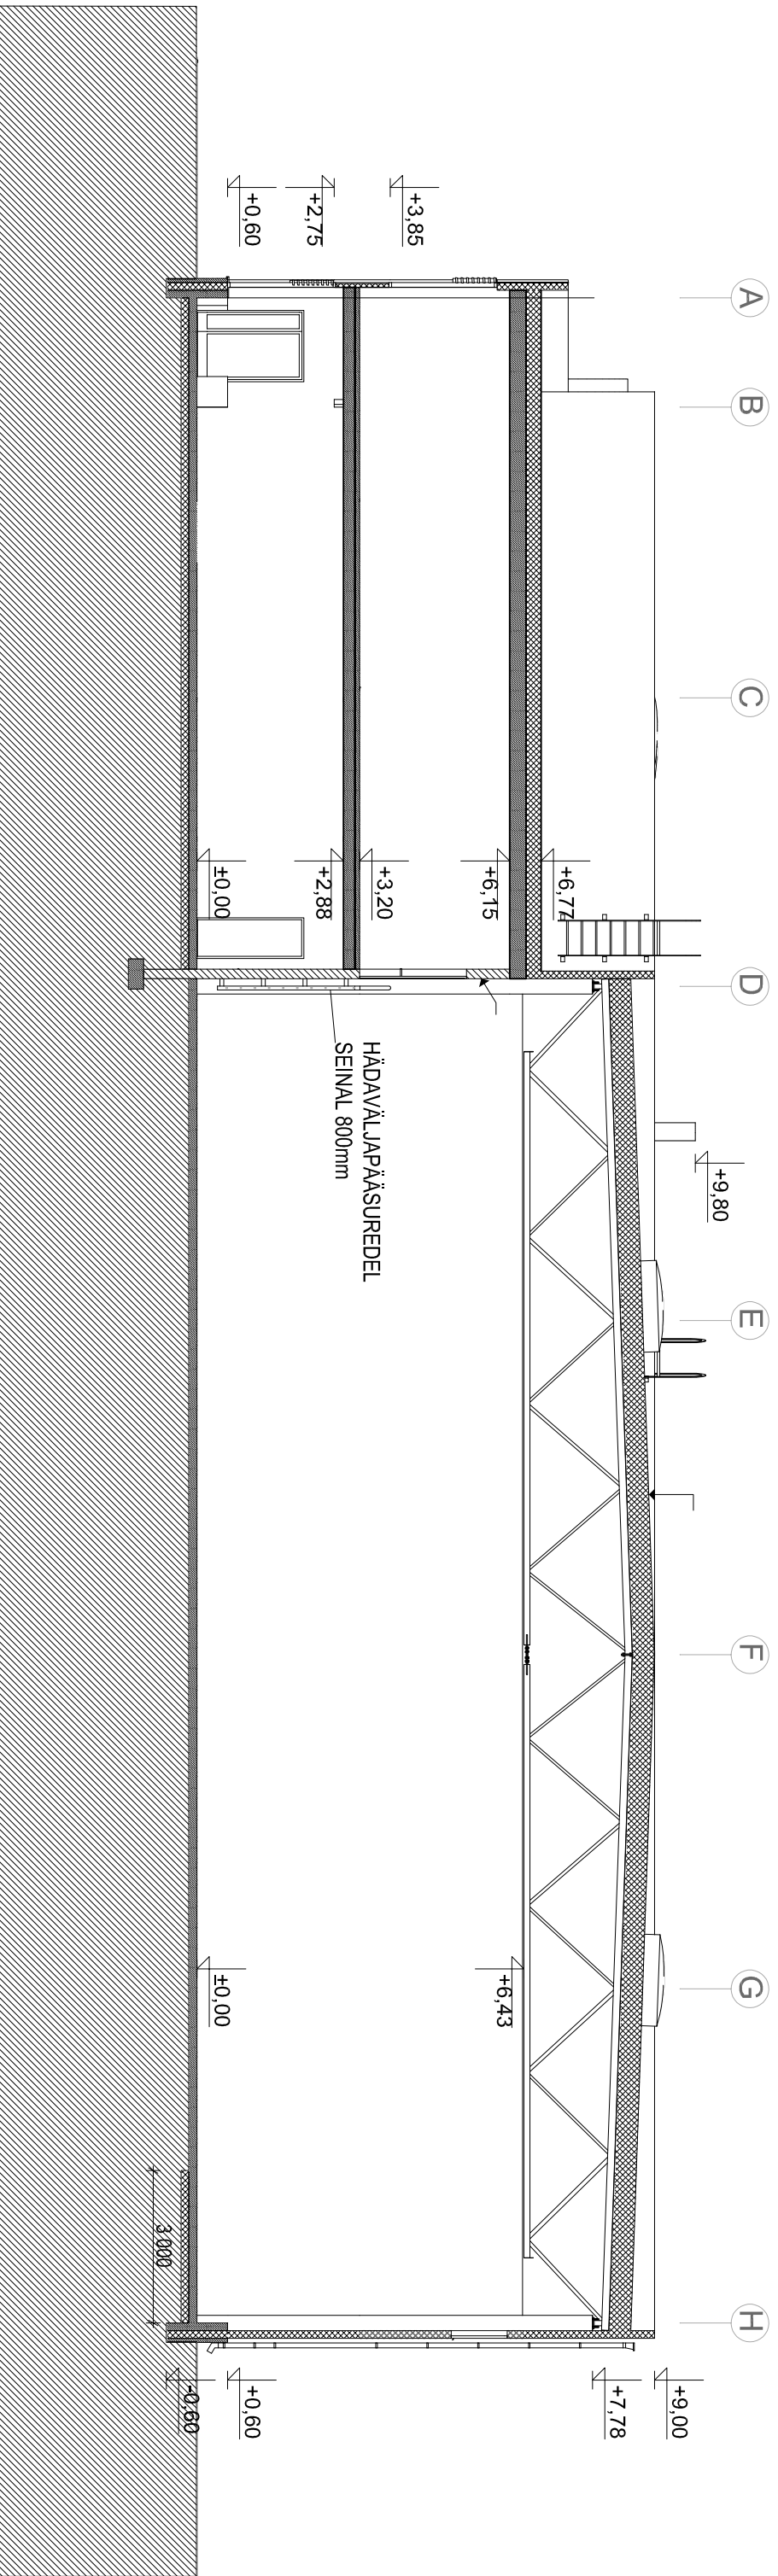 A
B
C
D
E
F
G
H
+0,60
+2,75
+3,85
±0,00
+2,88
+3,20
+6,15
+6,77
HÄDAVÄLJAPÄÄSUREDEL
SEINAL 800mm
+9,80
±0,00
+6,43
3 000
-0,60
+0,60
+7,78
+9,00